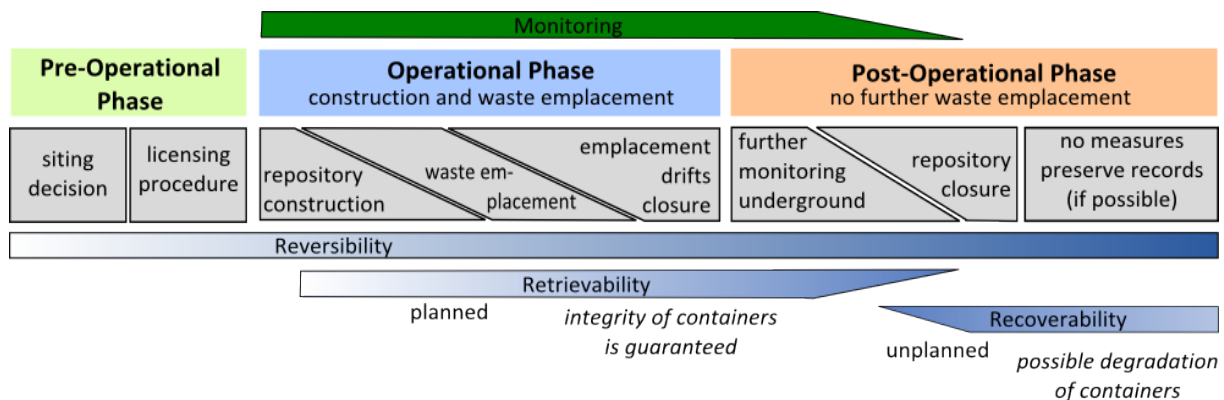 Monitoring
Pre-Operational
Phase
Operational Phase
construction and waste emplacement
Post-Operational Phase
no further waste emplacement
siting
decision
licensing
procedure
repository
construction
waste em-
placement
emplacement
drifts
closure
further
monitoring
underground
repository
closure
no measures
preserve records
(if possible)
Reversibility
Retrievability
planned
integrity of containers
is guaranteed
Recoverability
unplanned
possible degradation
of containers